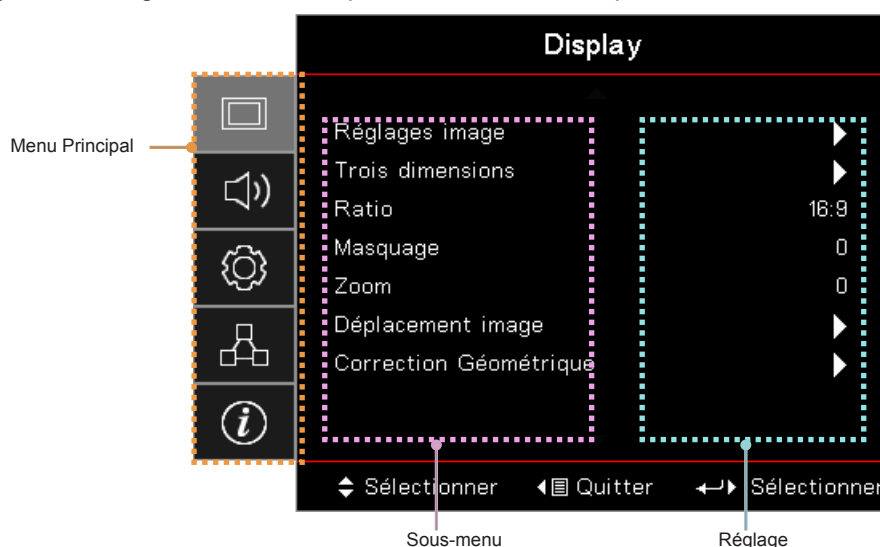 Display
Menu Principal
Réglages image
Trois dimensions
Ratio 16:9
Masquage 0
Zoom 0
Déplacement image
Correction Géométrique
Sélectionner Quitter Sélectionner
Sous-menu Réglage